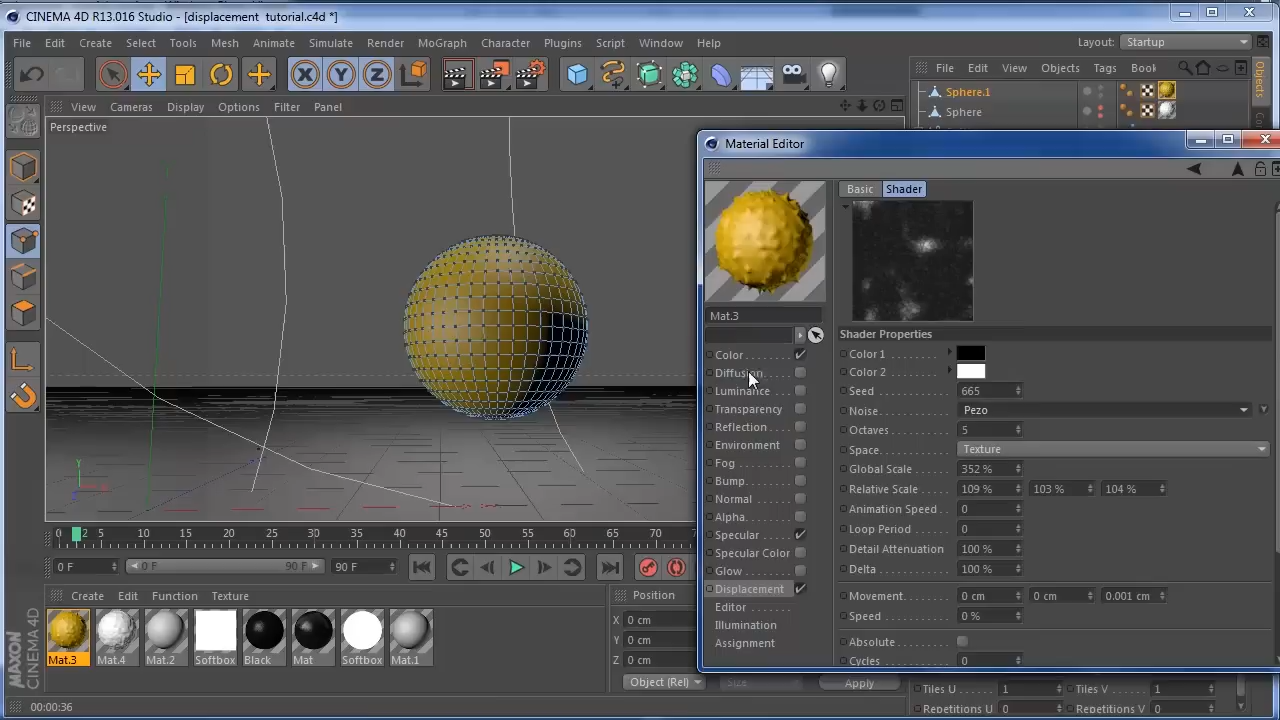 CINEMA 4D R13.016 Studio - [displacement tutorial.c4d *]
File Edit Create Select Tools Mesh Animate Simulate Render MoGraph Character Plugins Script Window Help Layout: Startup
File Edit View Objects Tags Book
View Cameras Display Options Filter Panel
Sphere.1
Sphere
Objects
Perspective
Material Editor
Basic Shader
Mat.3
Color
Diffusion
Luminance
Transparency
Reflection
Environment
Fog
Bump
Normal
Alpha
Specular
Specular Color
Glow
Displacement
Editor
Illumination
Assignment
Shader Properties
Color 1
Color 2
Seed 665
Noise Pezo
Octaves 5
Space Texture
Global Scale 352 %
Relative Scale 109 % 103 % 104 %
Animation Speed 0
Loop Period 0
Detail Attenuation 100 %
Delta 100 %
Movement 0 cm 0 cm 0.001 cm
Speed 0 %
Absolute
Cycles 0
Y
0 2 5 10 15 20 25 30 35 40 45 50 55 60 65 70
0 F 0 F 90 F 90 F
Create Edit Function Texture
Mat.3 Mat.4 Mat.2 Softbox Black Mat Softbox Mat.1
Position
X 0 cm
Y 0 cm
Z 0 cm
Object (Rel) Size Apply
Tiles U 1 Tiles V 1
Repetitions U 0 Repetitions V 0
MAXON
CINEMA 4D
00:00:36